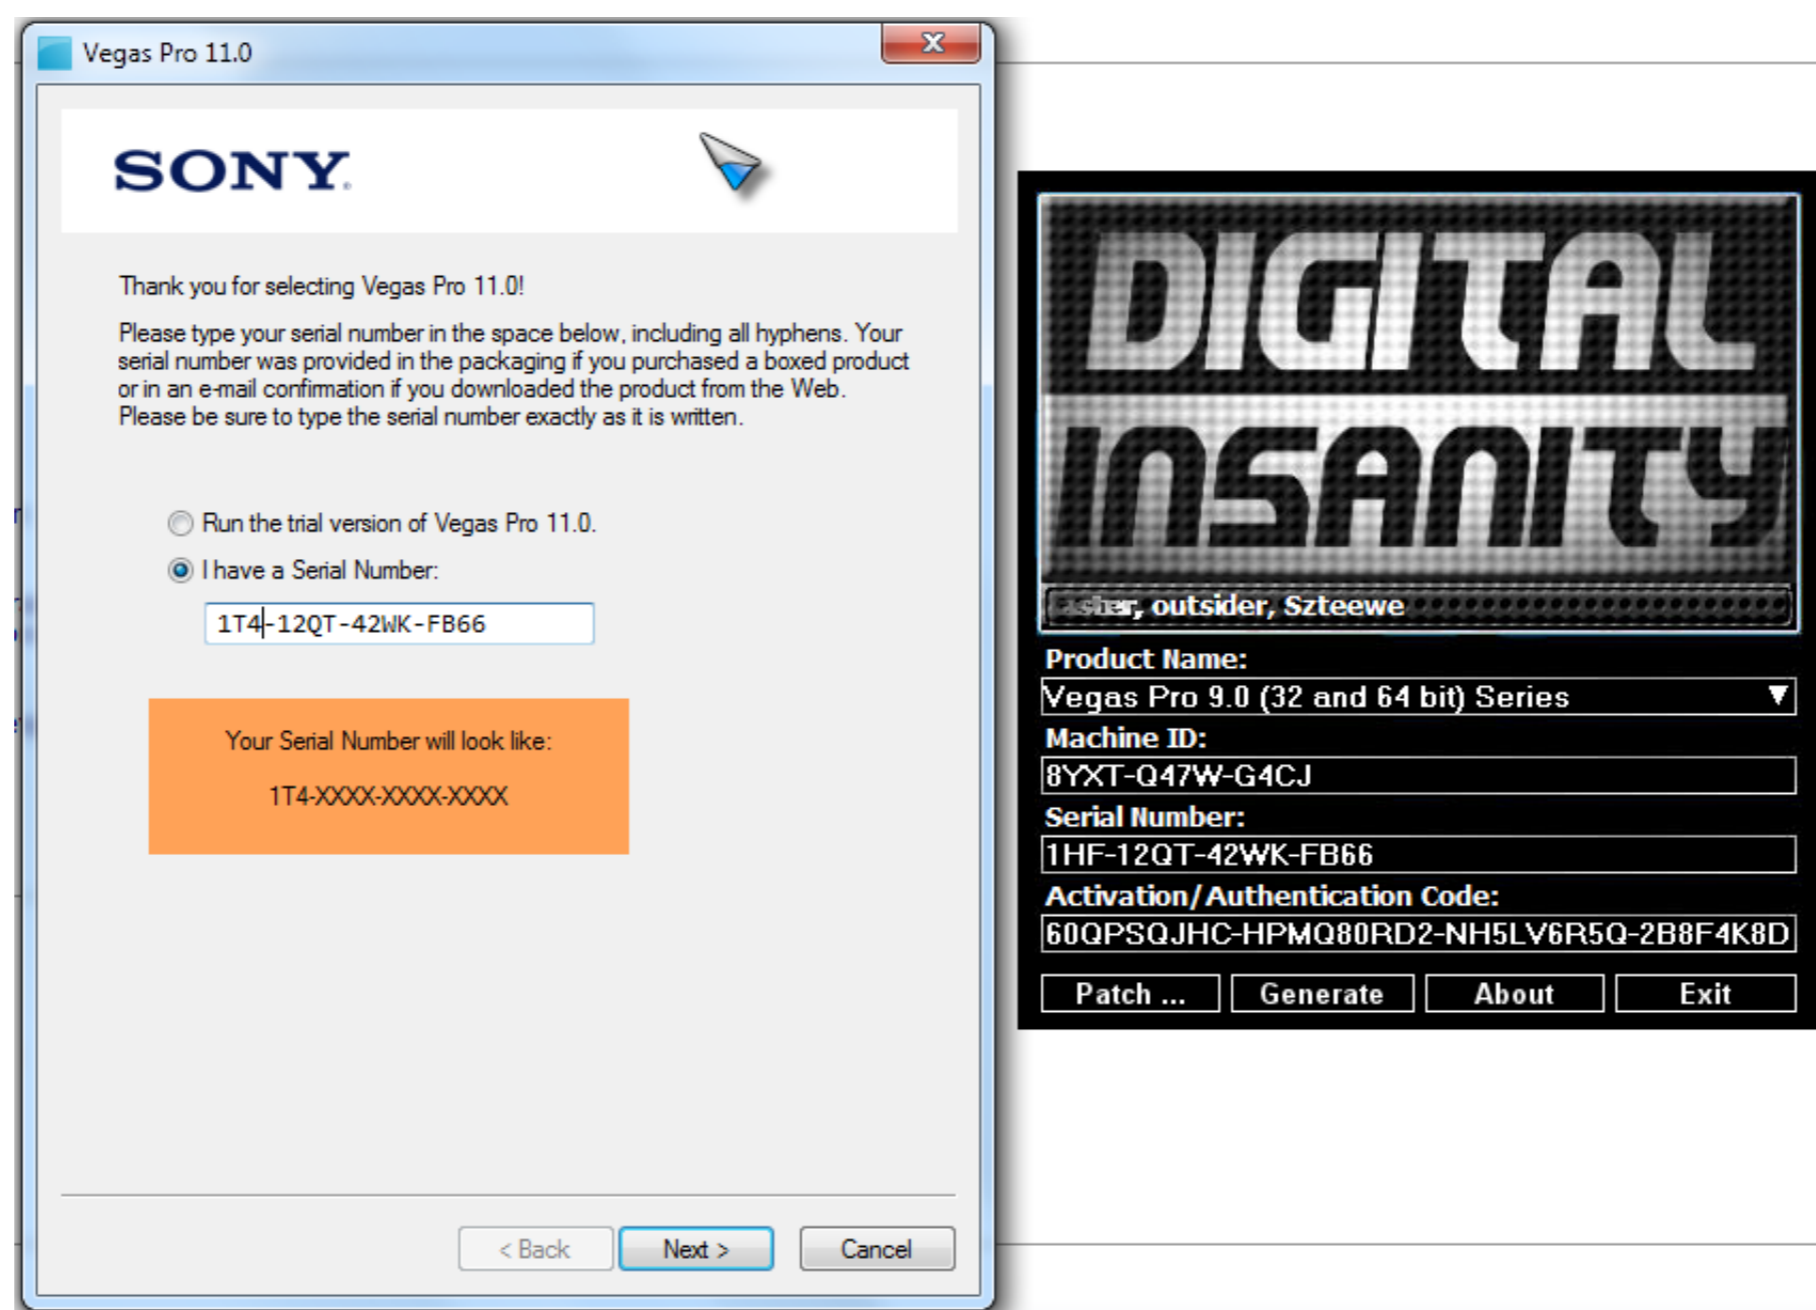 Vegas Pro 11.0
SONY
Thank you for selecting Vegas Pro 11.0!
Please type your serial number in the space below, including all hyphens. Your
serial number was provided in the packaging if you purchased a boxed product
or in an e-mail confirmation if you downloaded the product from the Web.
Please be sure to type the serial number exactly as it is written.
Run the trial version of Vegas Pro 11.0.
I have a Serial Number:
1T4-12QT-42WK-FB66
Your Serial Number will look like:
1T4-XXXX-XXXX-XXXX
< Back
Next >
Cancel
DIGITAL
INSANITY
outsider, Szteewe
Product Name:
Vegas Pro 9.0 (32 and 64 bit) Series
Machine ID:
8YXT-Q47W-G4CJ
Serial Number:
1HF-12QT-42WK-FB66
Activation/Authentication Code:
60QPSQJHC-HPMQ80RD2-NH5LV6R5Q-2B8F4K8D
Patch ...
Generate
About
Exit